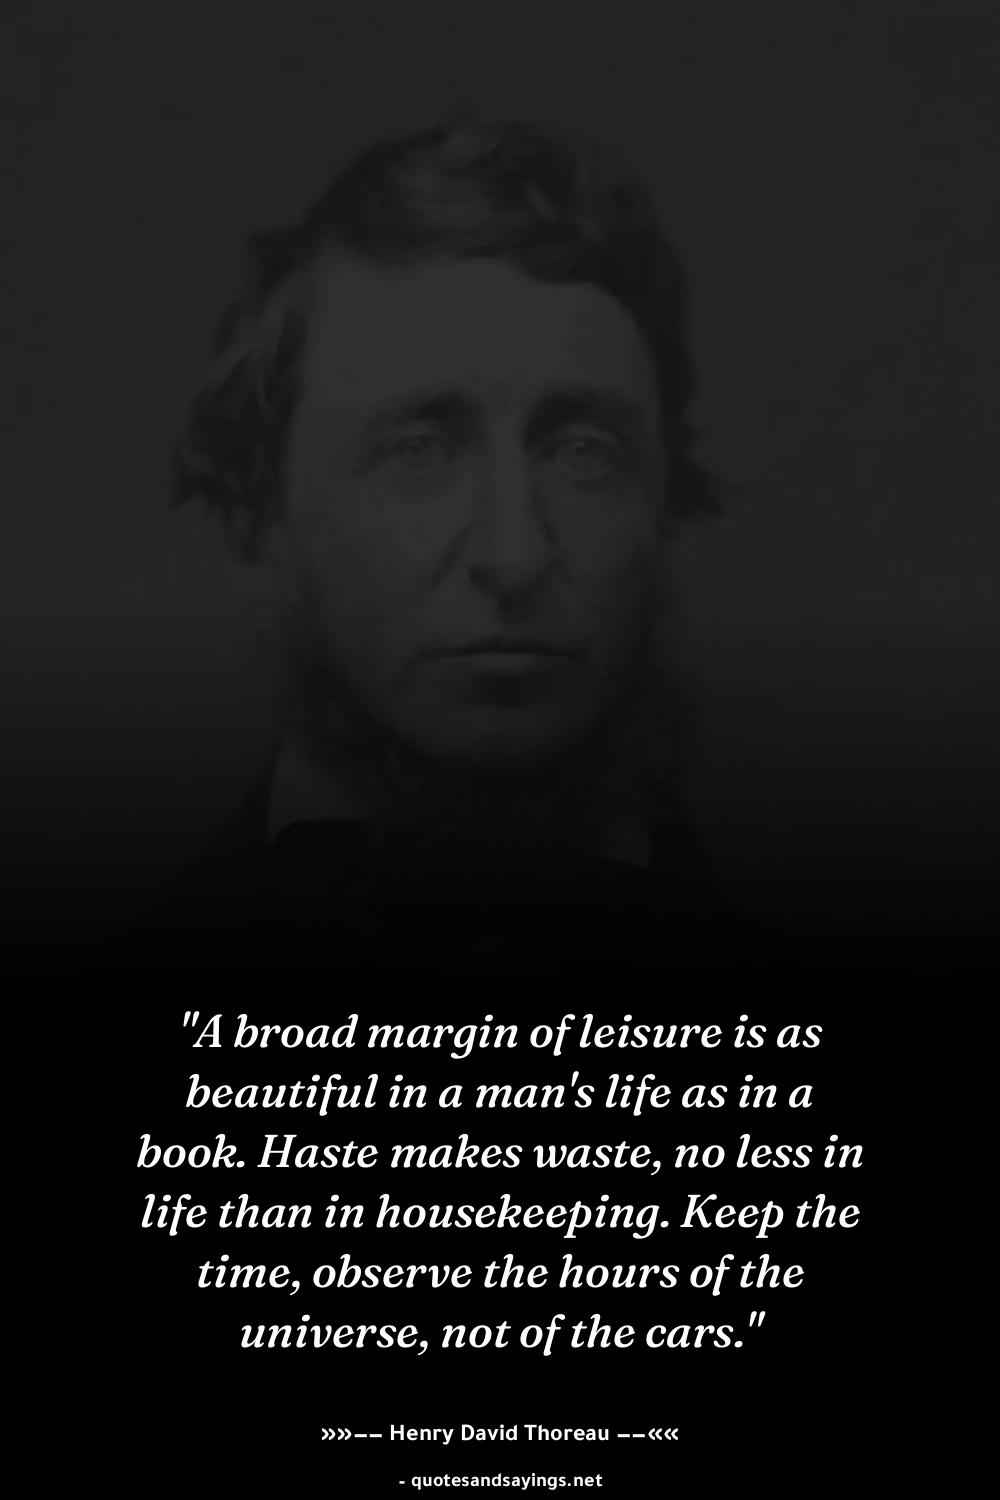 "A broad margin of leisure is as
beautiful in a man's life as in a
book. Haste makes waste, no less in
life than in housekeeping. Keep the
time, observe the hours of the
universe, not of the cars."
»»–– Henry David Thoreau ––««
- quotesandsayings.net